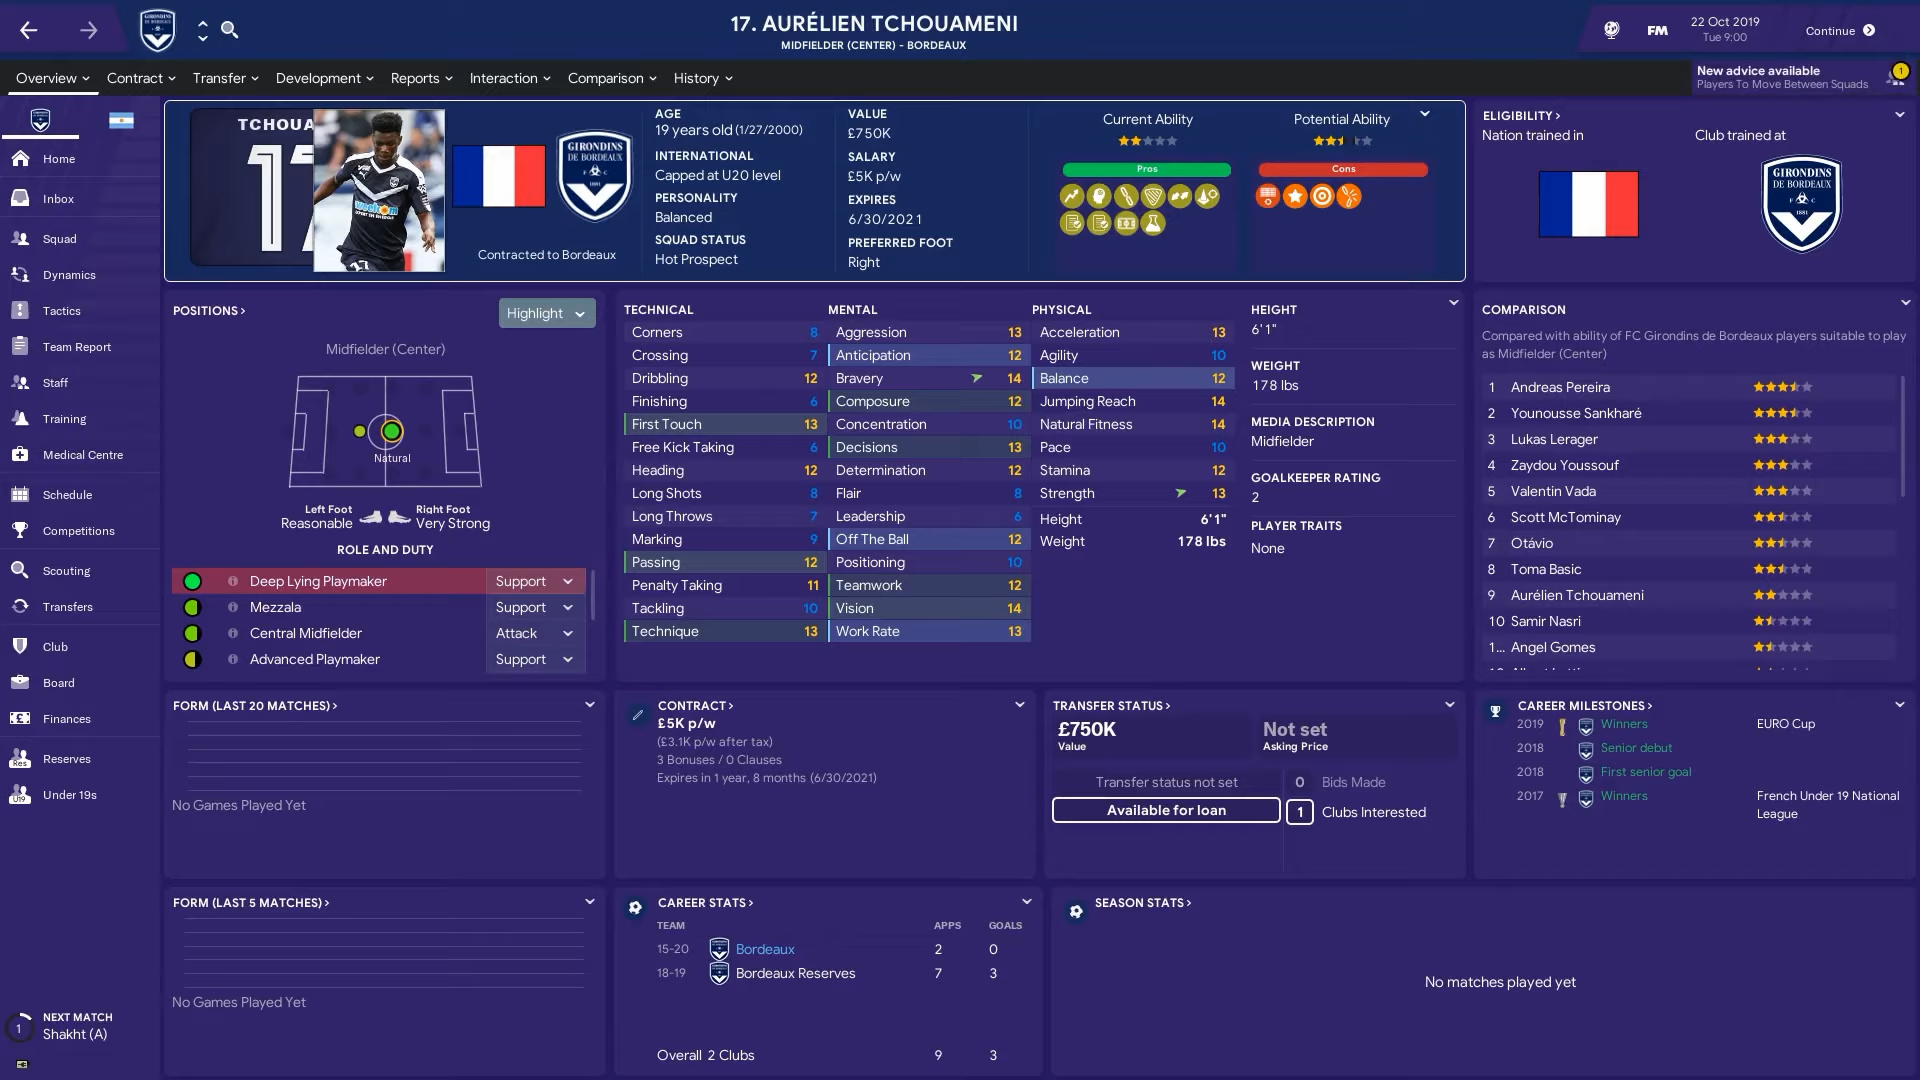 17. AURÉLIEN TCHOUAMENI
MIDFIELDER (CENTER) - BORDEAUX
FM
22 Oct 2019
Tue 9:00
Continue
Overview
Contract
Transfer
Development
Reports
Interaction
Comparison
History
New advice available
Players To Move Between Squads
1
Home
Inbox
Squad
Dynamics
Tactics
Team Report
Staff
Training
Medical Centre
Schedule
Competitions
Scouting
Transfers
Club
Board
Finances
Res
Reserves
U19
Under 19s
NEXT MATCH
1
Shakht (A)
TCHOUA
17
GIRONDINS
DE BORDEAUX
F C
1881
Contracted to Bordeaux
AGE
19 years old (1/27/2000)
INTERNATIONAL
Capped at U20 level
PERSONALITY
Balanced
SQUAD STATUS
Hot Prospect
VALUE
£750K
SALARY
£5K p/w
EXPIRES
6/30/2021
PREFERRED FOOT
Right
Current Ability
Potential Ability
Pros
Cons
ELIGIBILITY >
Nation trained in
Club trained at
GIRONDINS
DE BORDEAUX
F C
1881
POSITIONS >
Highlight
Midfielder (Center)
Natural
Left Foot
Reasonable
Right Foot
Very Strong
ROLE AND DUTY
Deep Lying Playmaker Support
Mezzala Support
Central Midfielder Attack
Advanced Playmaker Support
TECHNICAL
Corners 8
Crossing 7
Dribbling 12
Finishing 6
First Touch 13
Free Kick Taking 6
Heading 12
Long Shots 8
Long Throws 7
Marking 9
Passing 12
Penalty Taking 11
Tackling 10
Technique 13
MENTAL
Aggression 13
Anticipation 12
Bravery 14
Composure 12
Concentration 10
Decisions 13
Determination 12
Flair 8
Leadership 6
Off The Ball 12
Positioning 10
Teamwork 12
Vision 14
Work Rate 13
PHYSICAL
Acceleration 13
Agility 10
Balance 12
Jumping Reach 14
Natural Fitness 14
Pace 10
Stamina 12
Strength 13
Height 6'1"
Weight 178 lbs
HEIGHT
6'1"
WEIGHT
178 lbs
MEDIA DESCRIPTION
Midfielder
GOALKEEPER RATING
2
PLAYER TRAITS
None
COMPARISON
Compared with ability of FC Girondins de Bordeaux players suitable to play
as Midfielder (Center)
1 Andreas Pereira
2 Younousse Sankharé
3 Lukas Lerager
4 Zaydou Youssouf
5 Valentin Vada
6 Scott McTominay
7 Otávio
8 Toma Basic
9 Aurélien Tchouameni
10 Samir Nasri
1... Angel Gomes
FORM (LAST 20 MATCHES) >
No Games Played Yet
CONTRACT >
£5K p/w
(£3.1K p/w after tax)
3 Bonuses / 0 Clauses
Expires in 1 year, 8 months (6/30/2021)
TRANSFER STATUS >
£750K
Value
Not set
Asking Price
Transfer status not set
0 Bids Made
Available for loan
1 Clubs Interested
CAREER MILESTONES >
2019 Winners EURO Cup
2018 Senior debut
2018 First senior goal
2017 Winners French Under 19 National
League
FORM (LAST 5 MATCHES) >
No Games Played Yet
CAREER STATS >
TEAM APPS GOALS
15-20 Bordeaux 2 0
18-19 Bordeaux Reserves 7 3
Overall 2 Clubs 9 3
SEASON STATS >
No matches played yet